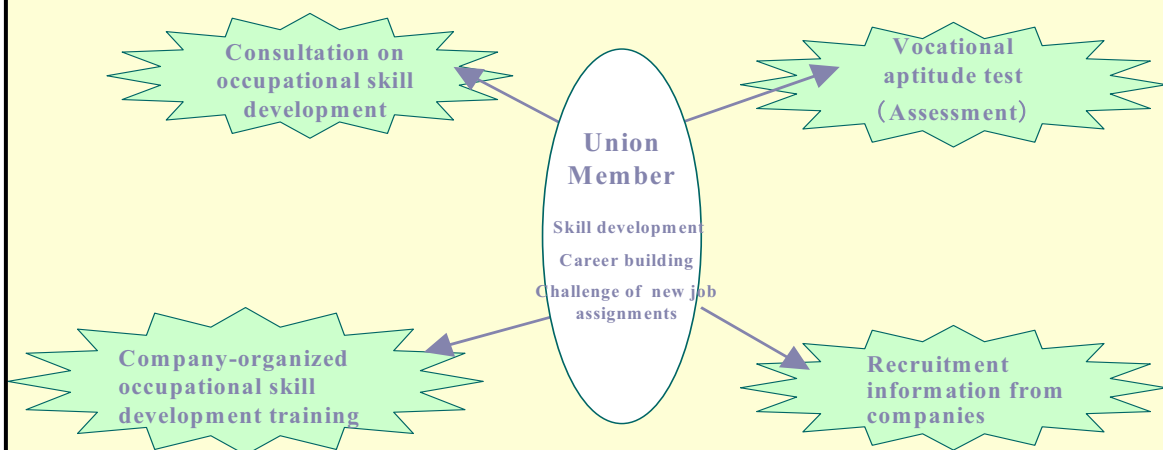 Consultation on
occupational skill
development
Vocational
aptitude test
（Assessment）
Union
Member
Skill development
Career building
Challenge of new job
assignments
Company-organized
occupational skill
development training
Recruitment
information from
companies